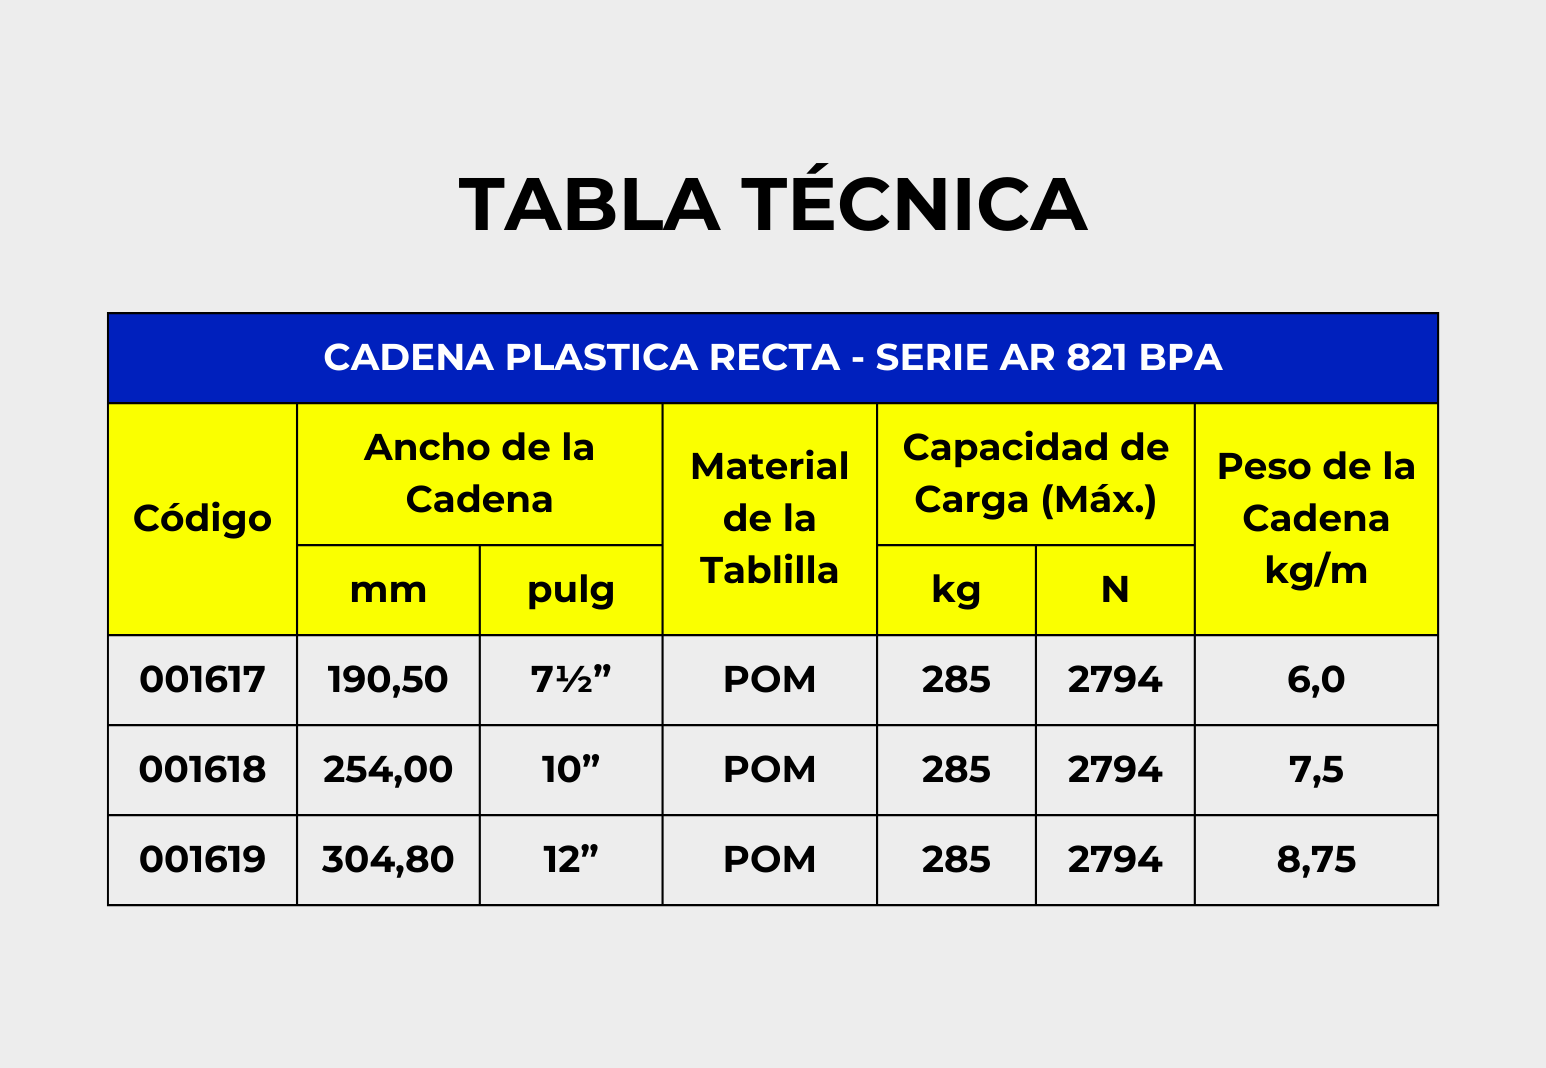 TABLA TÉCNICA
CADENA PLASTICA RECTA - SERIE AR 821 BPA
Código
Ancho de la
Cadena
mm
pulg
Material
de la
Tablilla
Capacidad de
Carga (Máx.)
kg
N
Peso de la
Cadena
kg/m
001617 190,50 7½” POM 285 2794 6,0
001618 254,00 10” POM 285 2794 7,5
001619 304,80 12” POM 285 2794 8,75